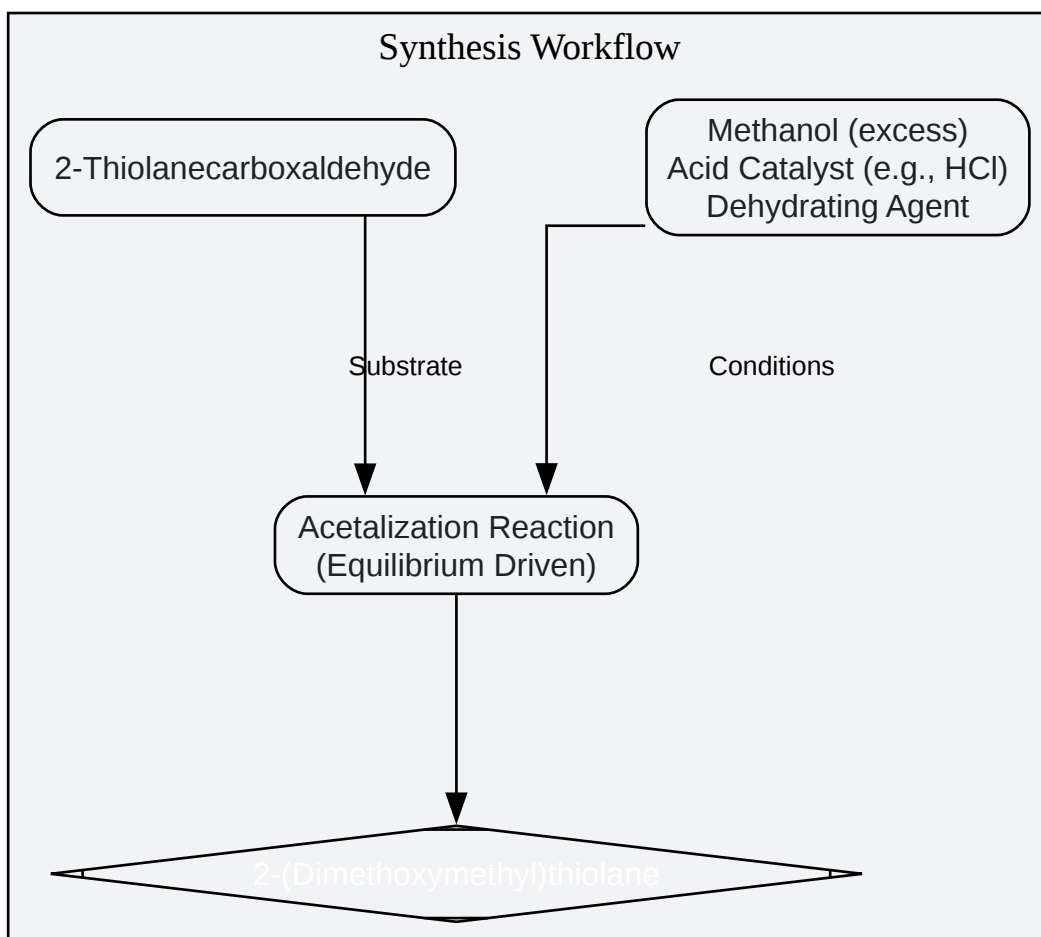 Synthesis Workflow
2-Thiolanecarboxaldehyde
Methanol (excess)
Acid Catalyst (e.g., HCl)
Dehydrating Agent
Substrate
Conditions
Acetalization Reaction
(Equilibrium Driven)
2-(Dimethoxymethyl)thiolane